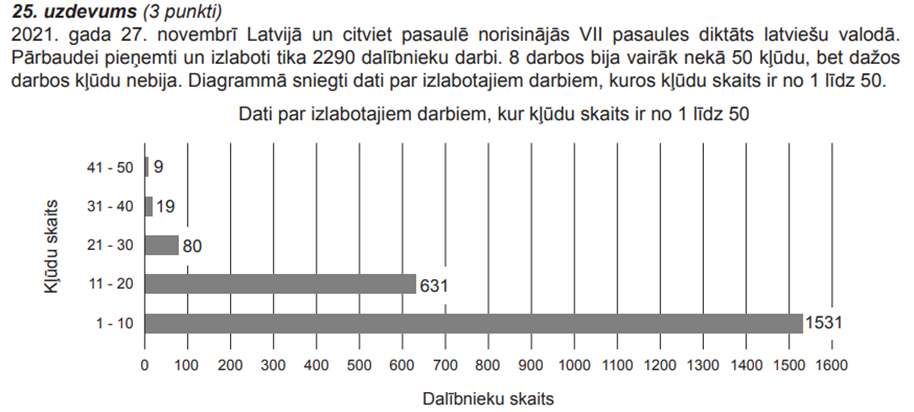 25. uzdevums (3 punkti)
2021. gada 27. novembrī Latvijā un citviet pasaulē norisinājās VII pasaules diktāts latviešu valodā.
Pārbaudei pieņemti un izlaboti tika 2290 dalībnieku darbi. 8 darbos bija vairāk nekā 50 kļūdu, bet dažos
darbos kļūdu nebija. Diagrammā sniegti dati par izlabotajiem darbiem, kuros kļūdu skaits ir no 1 līdz 50.
Dati par izlabotajiem darbiem, kur kļūdu skaits ir no 1 līdz 50
Kļūdu skaits
41 - 50 9
31 - 40 19
21 - 30 80
11 - 20 631
1 - 10 1531
0 100 200 300 400 500 600 700 800 900 1000 1100 1200 1300 1400 1500 1600
Dalībnieku skaits